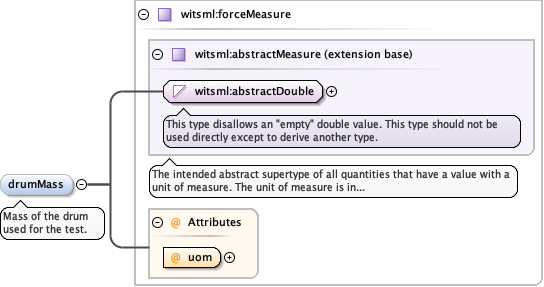 witsml:forceMeasure
witsml:abstractMeasure (extension base)
witsml:abstractDouble
This type disallows an "empty" double value. This type should not be
used directly except to derive another type.
The intended abstract supertype of all quantities that have a value with a
unit of measure. The unit of measure is in...
drumMass
Mass of the drum
used for the test.
@ Attributes
@ uom